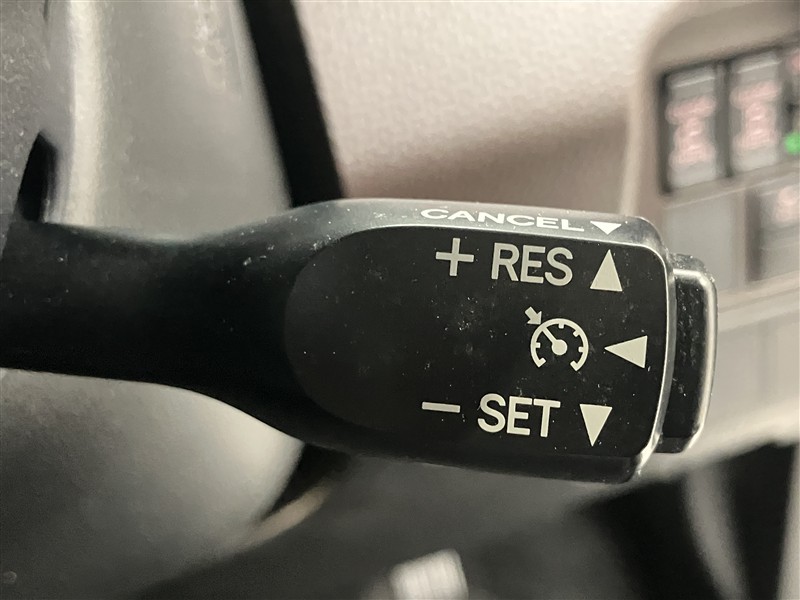 CANCEL▼
+ RES ▲
◀
− SET ▼